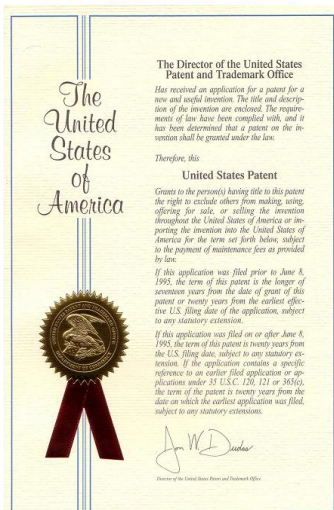 The
United
States
of
America
The Director of the United States
Patent and Trademark Office
Has received an application for a patent for a
new and useful invention. The title and descrip-
tion of the invention are enclosed. The require-
ments of law have been complied with, and it
has been determined that a patent on the in-
vention shall be granted under the law.
Therefore, this
United States Patent
Grants to the person(s) having title to this patent
the right to exclude others from making, using,
offering for sale, or selling the invention
throughout the United States of America or im-
porting the invention into the United States of
America for the term set forth below, subject
to the payment of maintenance fees as provided
by law.
If this application was filed prior to June 8,
1995, the term of this patent is the longer of
seventeen years from the date of grant of this
patent or twenty years from the earliest effec-
tive U.S. filing date of the application, subject
to any statutory extension.
If this application was filed on or after June 8,
1995, the term of this patent is twenty years from
the U.S. filing date, subject to any statutory ex-
tension. If the application contains a specific
reference to an earlier filed application or ap-
plications under 35 U.S.C. 120, 121 or 365(c),
the term of the patent is twenty years from the
date on which the earliest application was filed,
subject to any statutory extensions.
Jon W Dudas
Director of the United States Patent and Trademark Office